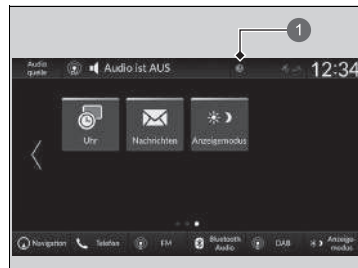 1
Audio
quelle
Audio ist AUS
12:34
Uhr
Nachrichten
Anzeigemodus
Navigation
Telefon
FM
Bluetooth
Audio
DAB
Anzeige-
modus